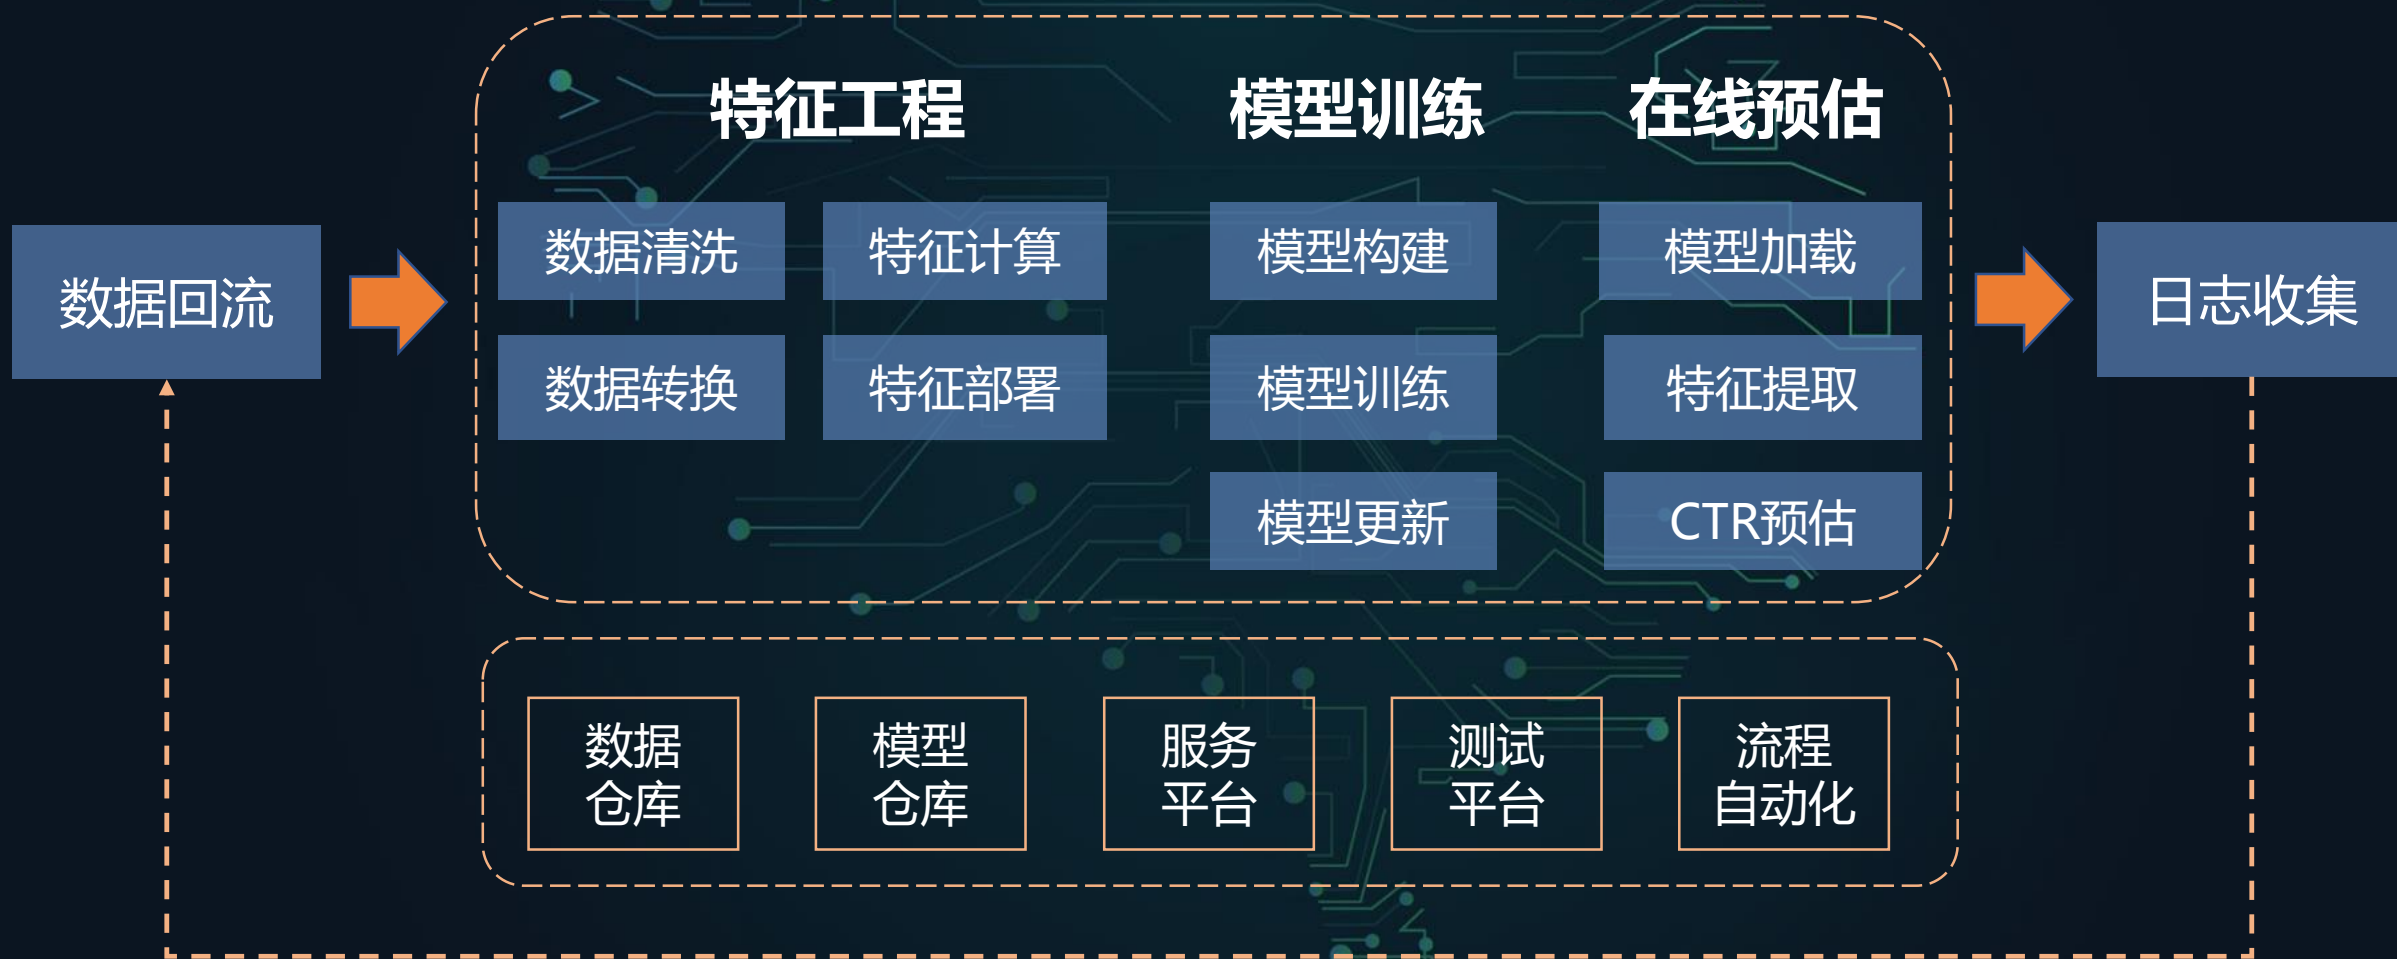 特征工程
模型训练
在线预估
数据回流
数据清洗
特征计算
模型构建
模型加载
日志收集
数据转换
特征部署
模型训练
特征提取
模型更新
CTR预估
数据
仓库
模型
仓库
服务
平台
测试
平台
流程
自动化